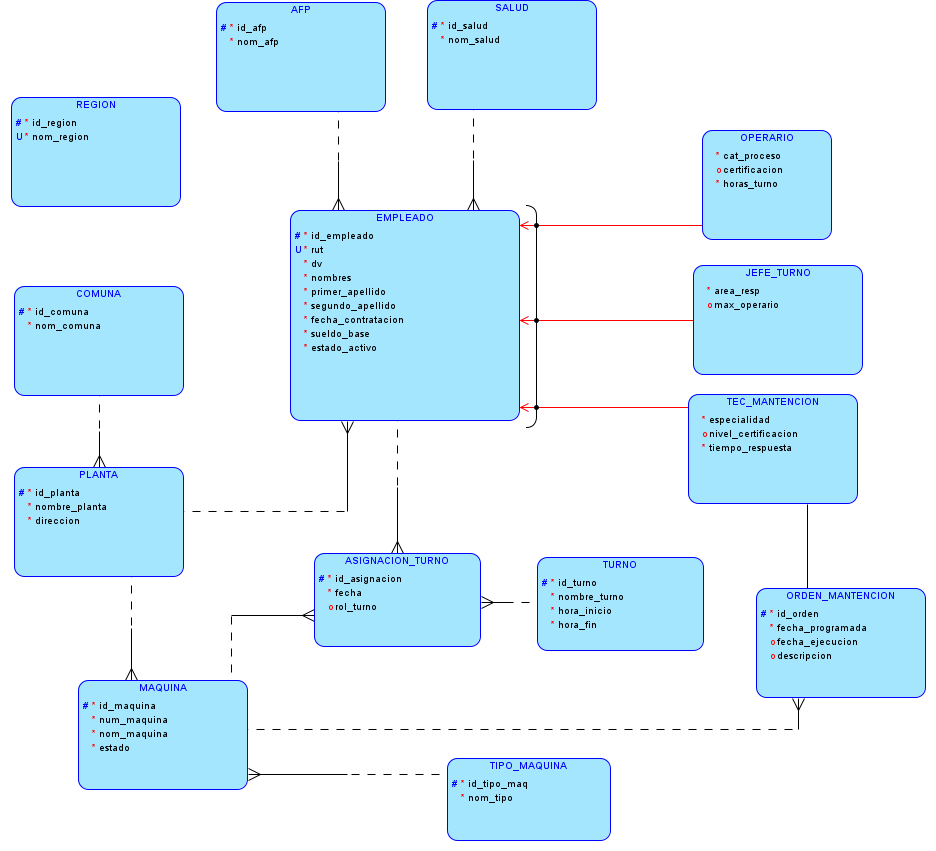 AFP
# * id_afp
* nom_afp
SALUD
# * id_salud
* nom_salud
REGION
# * id_region
U * nom_region
OPERARIO
* cat_proceso
o certificacion
* horas_turno
EMPLEADO
# * id_empleado
U * rut
* dv
* nombres
* primer_apellido
* segundo_apellido
* fecha_contratacion
* sueldo_base
* estado_activo
JEFE_TURNO
* area_resp
o max_operario
COMUNA
# * id_comuna
* nom_comuna
TEC_MANTENCION
* especialidad
o nivel_certificacion
* tiempo_respuesta
PLANTA
# * id_planta
* nombre_planta
* direccion
ASIGNACION_TURNO
# * id_asignacion
* fecha
o rol_turno
TURNO
# * id_turno
* nombre_turno
* hora_inicio
* hora_fin
ORDEN_MANTENCION
# * id_orden
* fecha_programada
o fecha_ejecucion
o descripcion
MAQUINA
# * id_maquina
* num_maquina
* nom_maquina
* estado
TIPO_MAQUINA
# * id_tipo_maq
* nom_tipo